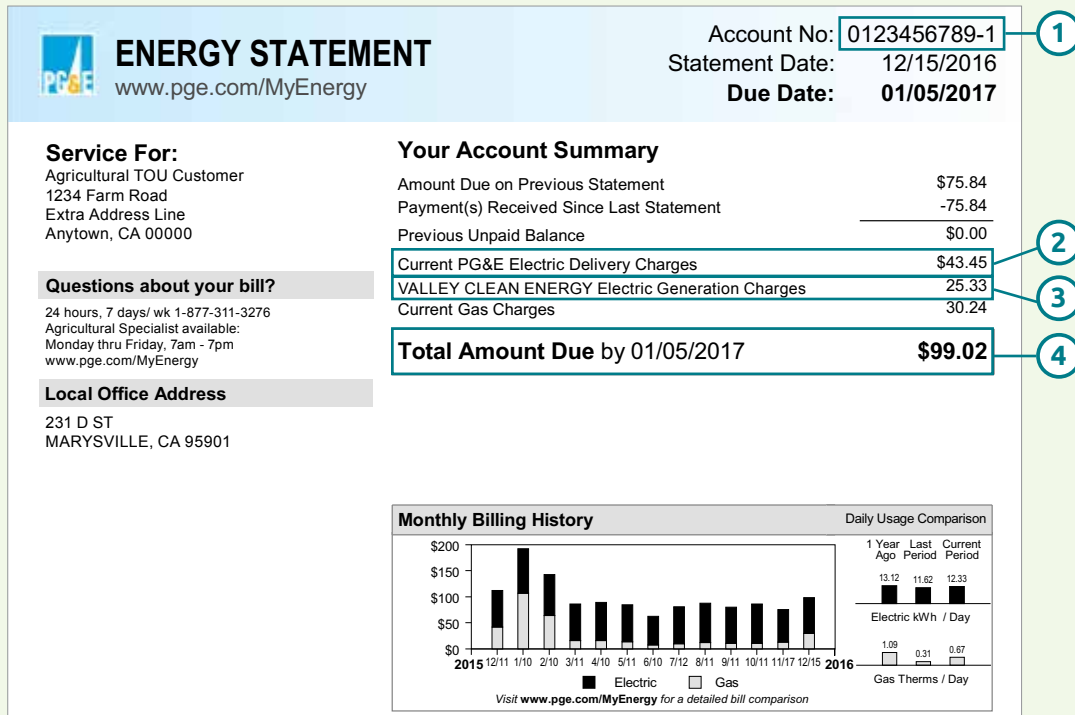 PG&E
ENERGY STATEMENT
www.pge.com/MyEnergy
Account No: 0123456789-1
Statement Date: 12/15/2016
Due Date: 01/05/2017
1
Service For:
Agricultural TOU Customer
1234 Farm Road
Extra Address Line
Anytown, CA 00000
Questions about your bill?
24 hours, 7 days/ wk 1-877-311-3276
Agricultural Specialist available:
Monday thru Friday, 7am - 7pm
www.pge.com/MyEnergy
Local Office Address
231 D ST
MARYSVILLE, CA 95901
Your Account Summary
Amount Due on Previous Statement $75.84
Payment(s) Received Since Last Statement -75.84
Previous Unpaid Balance $0.00
Current PG&E Electric Delivery Charges $43.45
2
VALLEY CLEAN ENERGY Electric Generation Charges 25.33
3
Current Gas Charges 30.24
Total Amount Due by 01/05/2017 $99.02
4
Monthly Billing History
$200
$150
$100
$50
$0
2015 12/11 1/10 2/10 3/11 4/10 5/11 6/10 7/12 8/11 9/11 10/11 11/17 12/15 2016
Electric Gas
Visit www.pge.com/MyEnergy for a detailed bill comparison
Daily Usage Comparison
1 Year Last Current
Ago Period Period
13.12 11.62 12.33
Electric kWh / Day
1.09 0.31 0.67
Gas Therms / Day